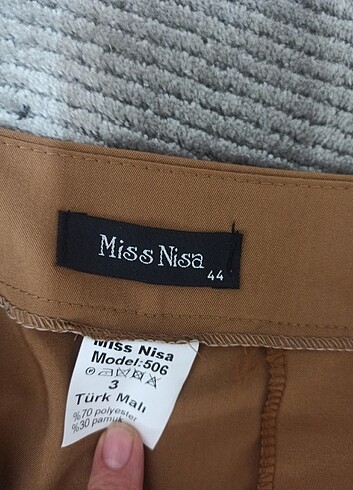 Miss Nisa
44
Miss Nisa
Model:506
3
Türk Malı
%70 polyester
%30 pamuk